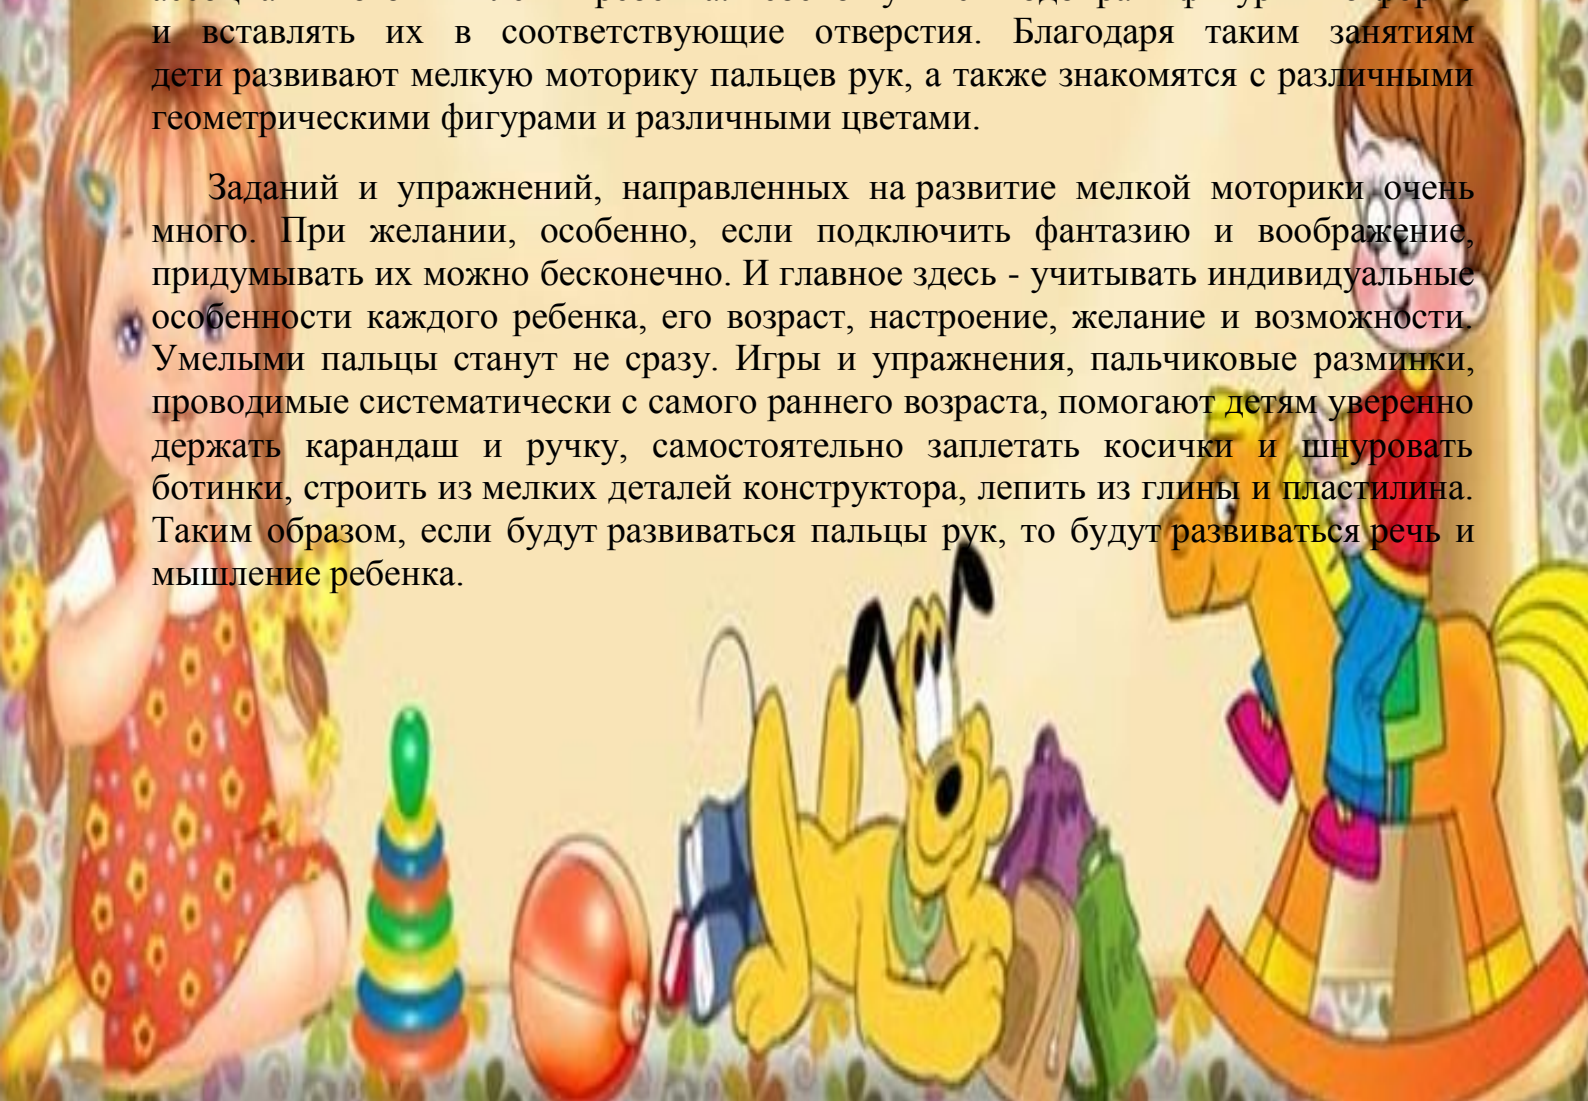 и вставлять их в соответствующие отверстия. Благодаря таким занятиям
дети развивают мелкую моторику пальцев рук, а также знакомятся с различными
геометрическими фигурами и различными цветами.
Заданий и упражнений, направленных на развитие мелкой моторики очень
много. При желании, особенно, если подключить фантазию и воображение,
придумывать их можно бесконечно. И главное здесь - учитывать индивидуальные
особенности каждого ребенка, его возраст, настроение, желание и возможности.
Умелыми пальцы станут не сразу. Игры и упражнения, пальчиковые разминки,
проводимые систематически с самого раннего возраста, помогают детям уверенно
держать карандаш и ручку, самостоятельно заплетать косички и шнуровать
ботинки, строить из мелких деталей конструктора, лепить из глины и пластилина.
Таким образом, если будут развиваться пальцы рук, то будут развиваться речь и
мышление ребенка.